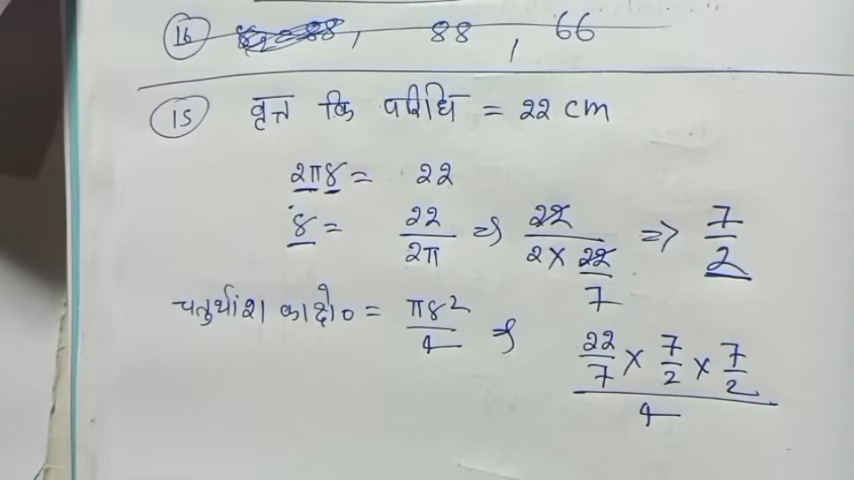 16 88, 66
15 वृत्त कि परिधि = 22 cm
2πr = 22
r = 22/2π ⇒ 22/(2 × 22/7) ⇒ 7/2
चतुर्थांश का क्षे० = πr²/4 ⇒ (22/7 × 7/2 × 7/2)/4